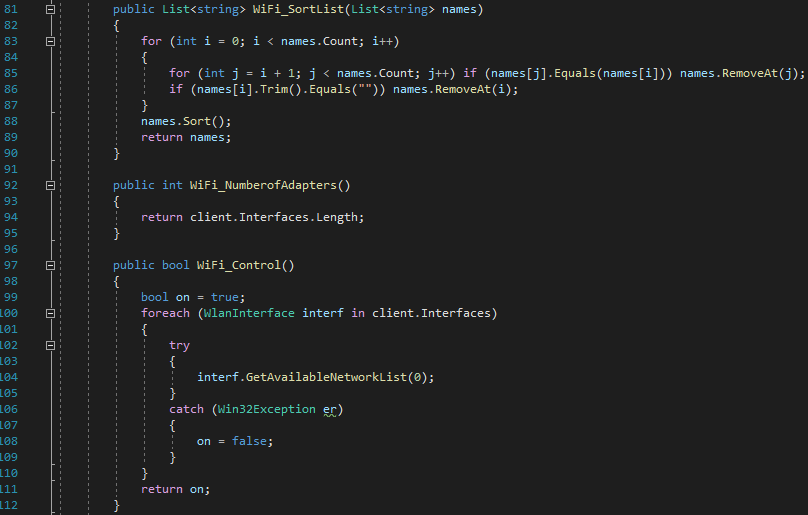 81 public List<string> WiFi_SortList(List<string> names)
82 {
83 for (int i = 0; i < names.Count; i++)
84 {
85 for (int j = i + 1; j < names.Count; j++) if (names[j].Equals(names[i])) names.RemoveAt(j);
86 if (names[i].Trim().Equals("")) names.RemoveAt(i);
87 }
88 names.Sort();
89 return names;
90 }
91
92 public int WiFi_NumberofAdapters()
93 {
94 return client.Interfaces.Length;
95 }
96
97 public bool WiFi_Control()
98 {
99 bool on = true;
100 foreach (WlanInterface interf in client.Interfaces)
101 {
102 try
103 {
104 interf.GetAvailableNetworkList(0);
105 }
106 catch (Win32Exception er)
107 {
108 on = false;
109 }
110 }
111 return on;
112 }